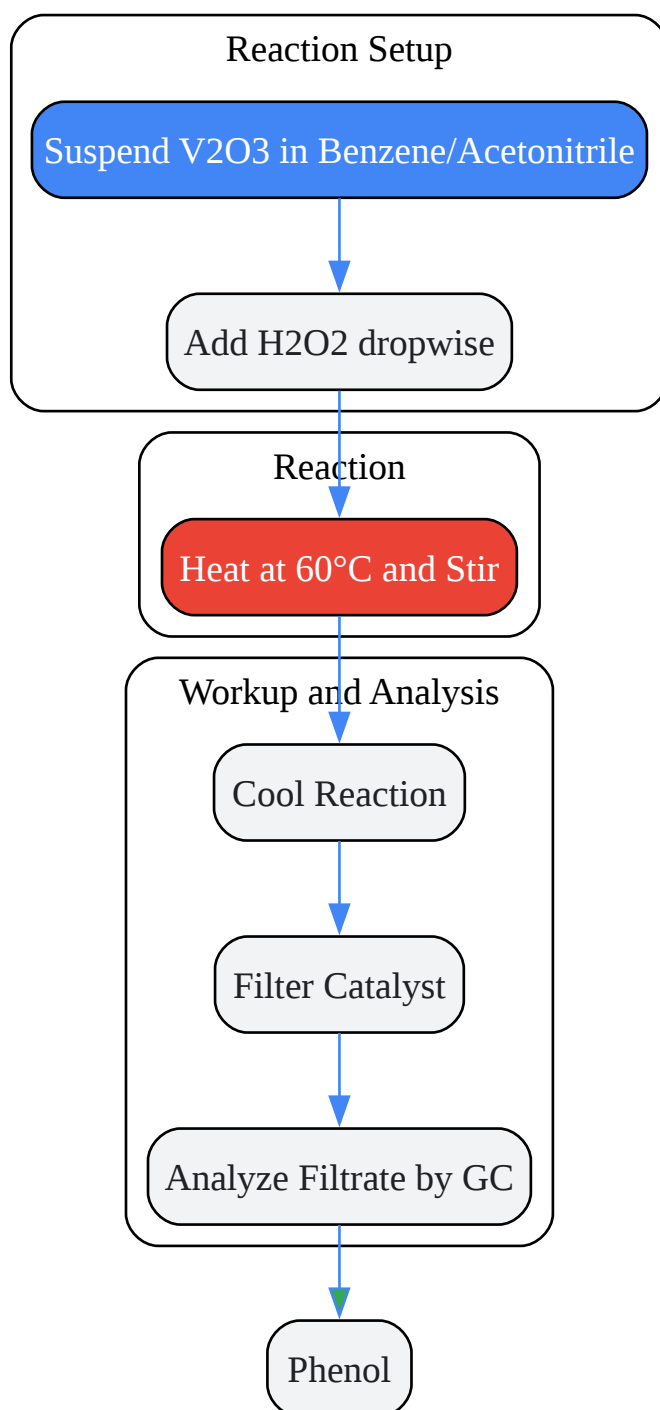 Reaction Setup
Suspend V2O3 in Benzene/Acetonitrile
Add H2O2 dropwise
Reaction
Heat at 60°C and Stir
Workup and Analysis
Cool Reaction
Filter Catalyst
Analyze Filtrate by GC
Phenol